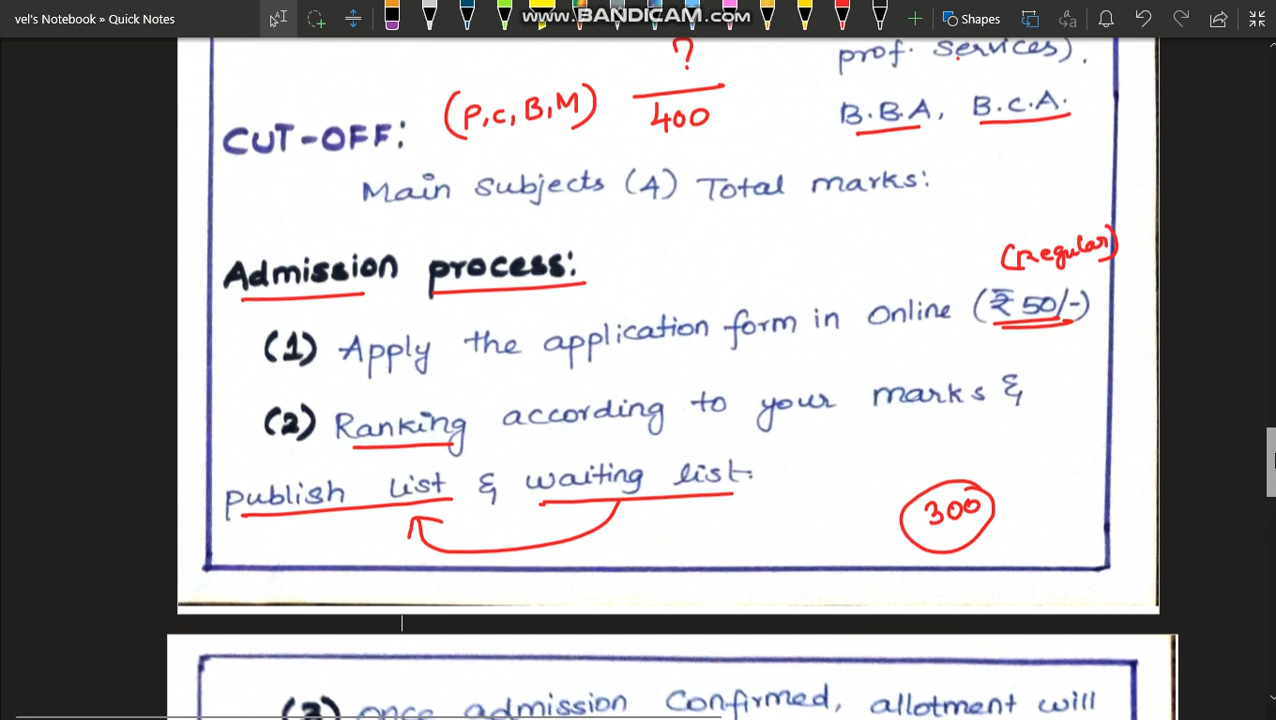 vel's Notebook » Quick Notes
www.BANDICAM.com
Shapes
?
prof. services).
(P,C,B,M)
400
B.B.A, B.C.A.
CUT-OFF:
Main subjects (4) Total marks:
(Regular)
Admission process:
(1) Apply the application form in online (₹50/-)
(2) Ranking according to your marks &
publish list & waiting list.
300
(3) once admission confirmed, allotment will